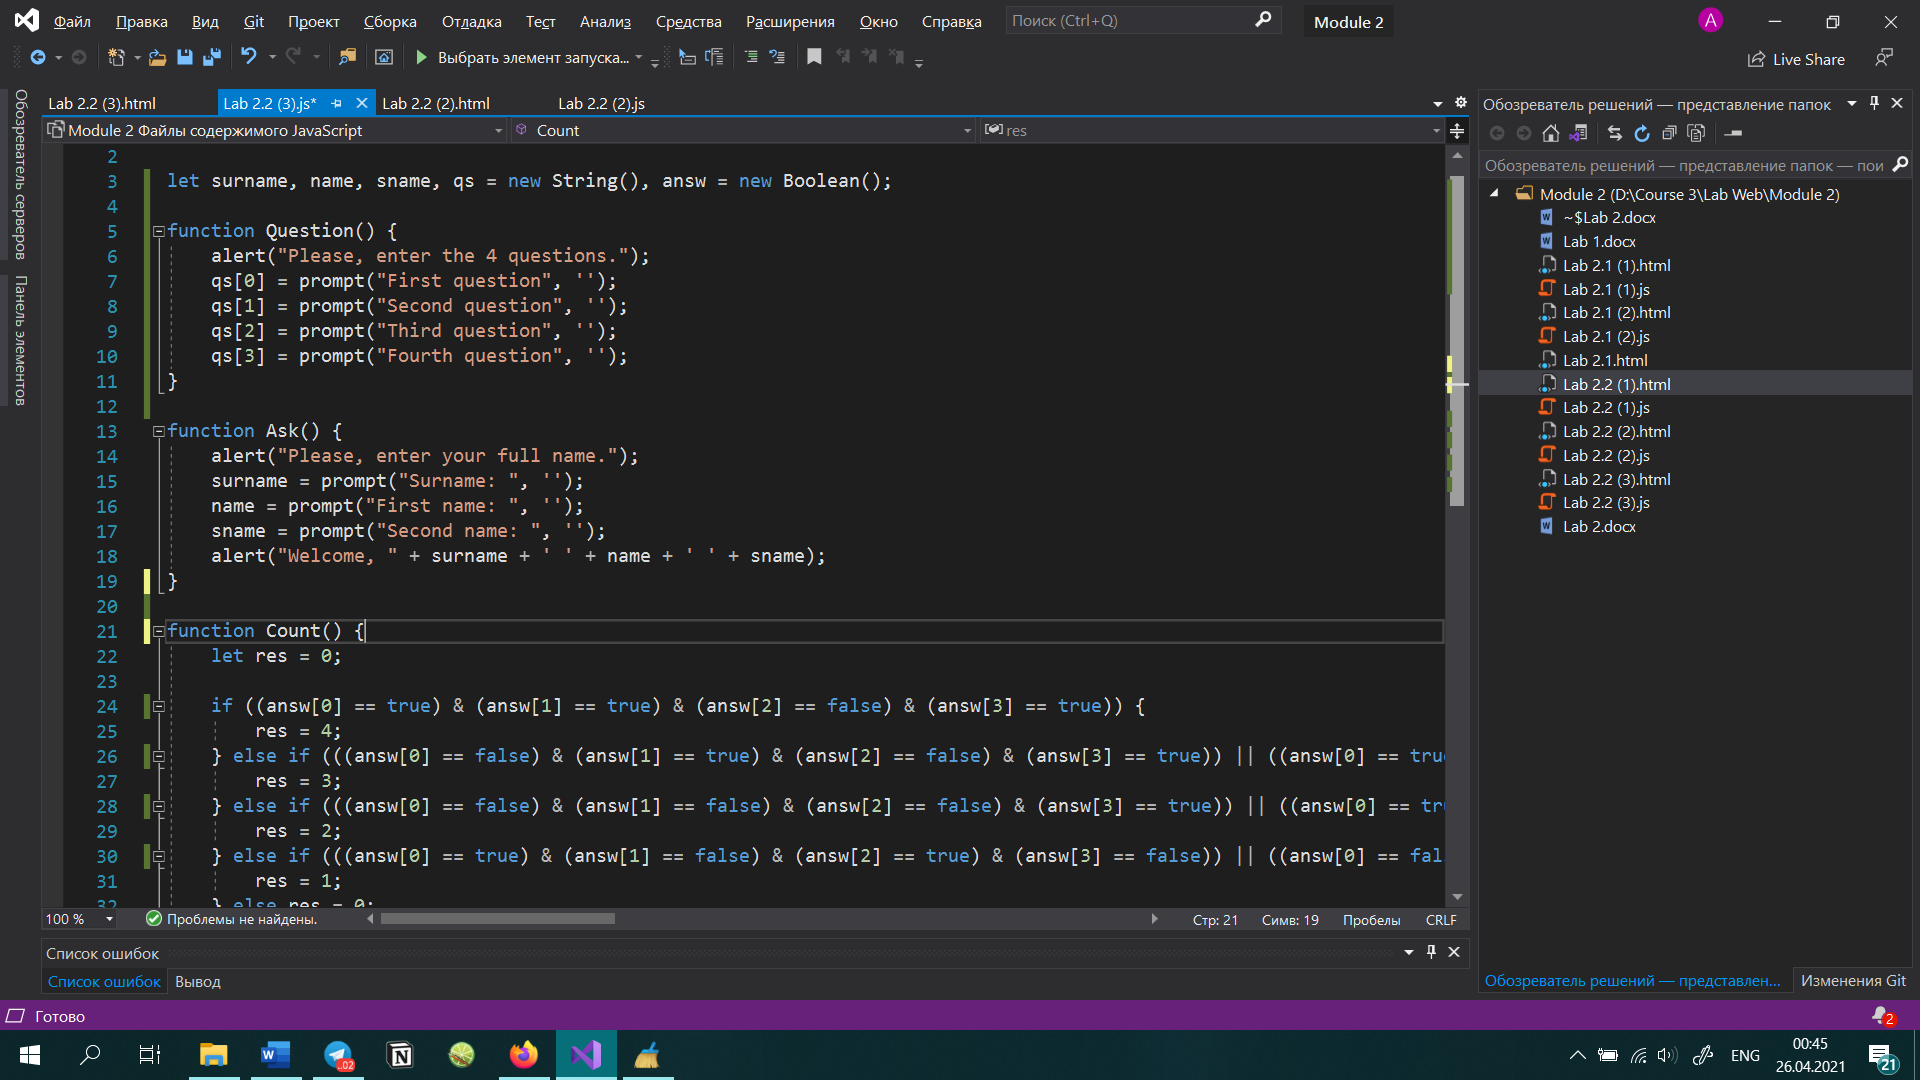 Файл Правка Вид Git Проект Сборка Отладка Тест Анализ Средства Расширения Окно Справка Поиск (Ctrl+Q) Module 2 A
Выбрать элемент запуска... Live Share
Обозреватель серверов
Панель элементов
Lab 2.2 (3).html Lab 2.2 (3).js* Lab 2.2 (2).html Lab 2.2 (2).js
Module 2 Файлы содержимого JavaScript Count res
2
3 let surname, name, sname, qs = new String(), answ = new Boolean();
4
5 function Question() {
6 alert("Please, enter the 4 questions.");
7 qs[0] = prompt("First question", '');
8 qs[1] = prompt("Second question", '');
9 qs[2] = prompt("Third question", '');
10 qs[3] = prompt("Fourth question", '');
11 }
12
13 function Ask() {
14 alert("Please, enter your full name.");
15 surname = prompt("Surname: ", '');
16 name = prompt("First name: ", '');
17 sname = prompt("Second name: ", '');
18 alert("Welcome, " + surname + ' ' + name + ' ' + sname);
19 }
20
21 function Count() {
22 let res = 0;
23
24 if ((answ[0] == true) & (answ[1] == true) & (answ[2] == false) & (answ[3] == true)) {
25 res = 4;
26 } else if (((answ[0] == false) & (answ[1] == true) & (answ[2] == false) & (answ[3] == true)) || ((answ[0] == tru
27 res = 3;
28 } else if (((answ[0] == false) & (answ[1] == false) & (answ[2] == false) & (answ[3] == true)) || ((answ[0] == tr
29 res = 2;
30 } else if (((answ[0] == true) & (answ[1] == false) & (answ[2] == true) & (answ[3] == false)) || ((answ[0] == fal
31 res = 1;
32 } else res = 0;
100 % Проблемы не найдены. Стр: 21 Симв: 19 Пробелы CRLF
Список ошибок
Список ошибок Вывод
Обозреватель решений — представление папок
Обозреватель решений — представление папок — пои
Module 2 (D:\Course 3\Lab Web\Module 2)
~$Lab 2.docx
Lab 1.docx
Lab 2.1 (1).html
Lab 2.1 (1).js
Lab 2.1 (2).html
Lab 2.1 (2).js
Lab 2.1.html
Lab 2.2 (1).html
Lab 2.2 (1).js
Lab 2.2 (2).html
Lab 2.2 (2).js
Lab 2.2 (3).html
Lab 2.2 (3).js
Lab 2.docx
Обозреватель решений — представлен... Изменения Git
Готово 2
W ..02 N ENG 00:45 21
26.04.2021